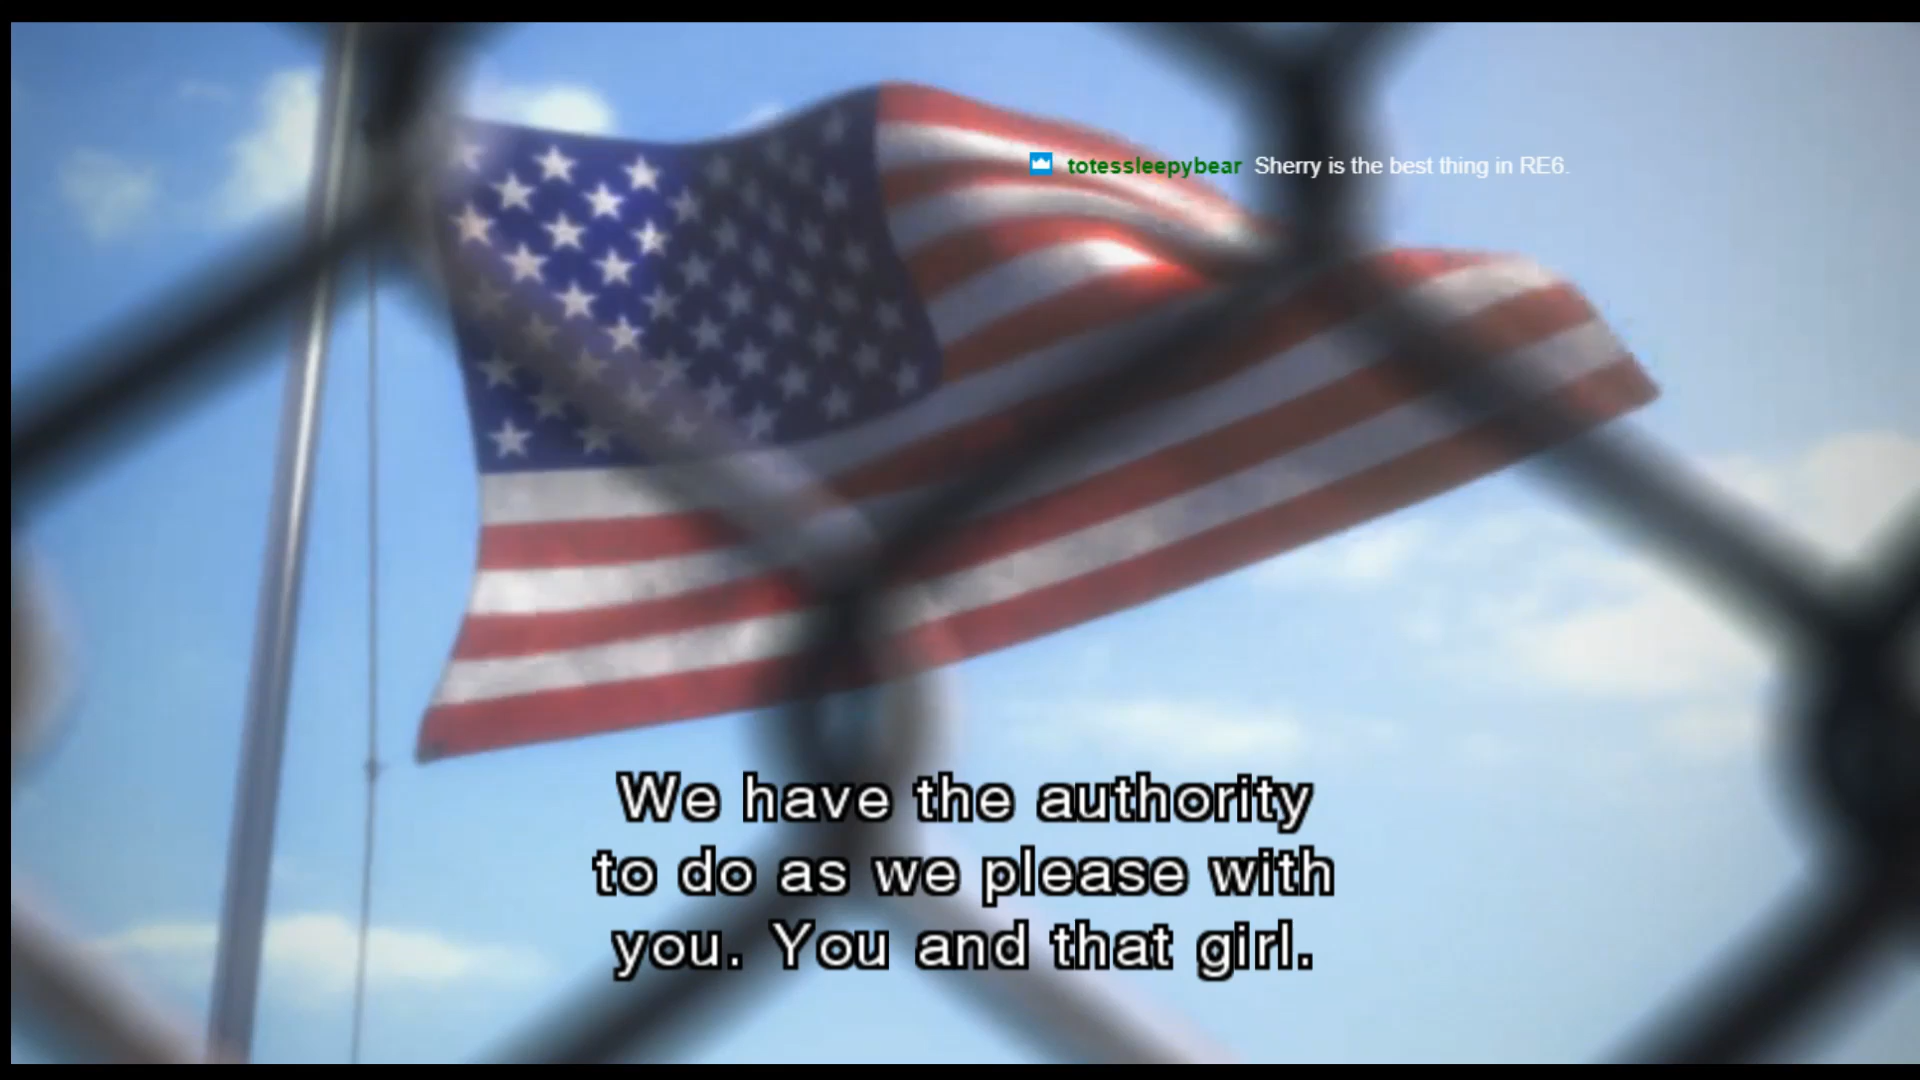 totessleepybear Sherry is the best thing in RE6.
We have the authority
to do as we please with
you. You and that girl.